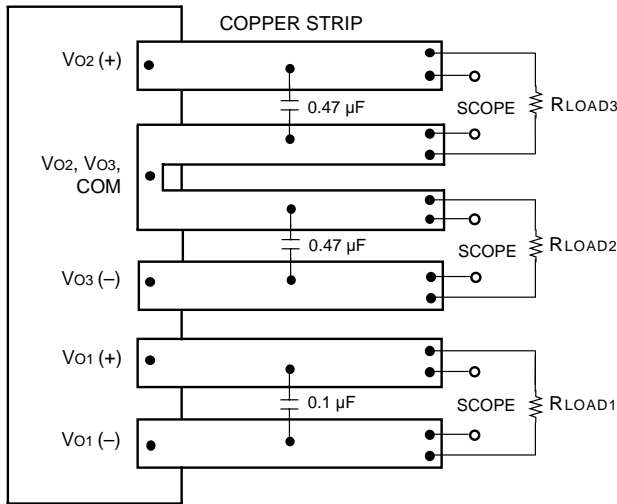 COPPER STRIP
VO2 (+)
0.47 µF
SCOPE
RLOAD3
VO2, VO3,
COM
0.47 µF
SCOPE
RLOAD2
VO3 (–)
VO1 (+)
0.1 µF
SCOPE
RLOAD1
VO1 (–)